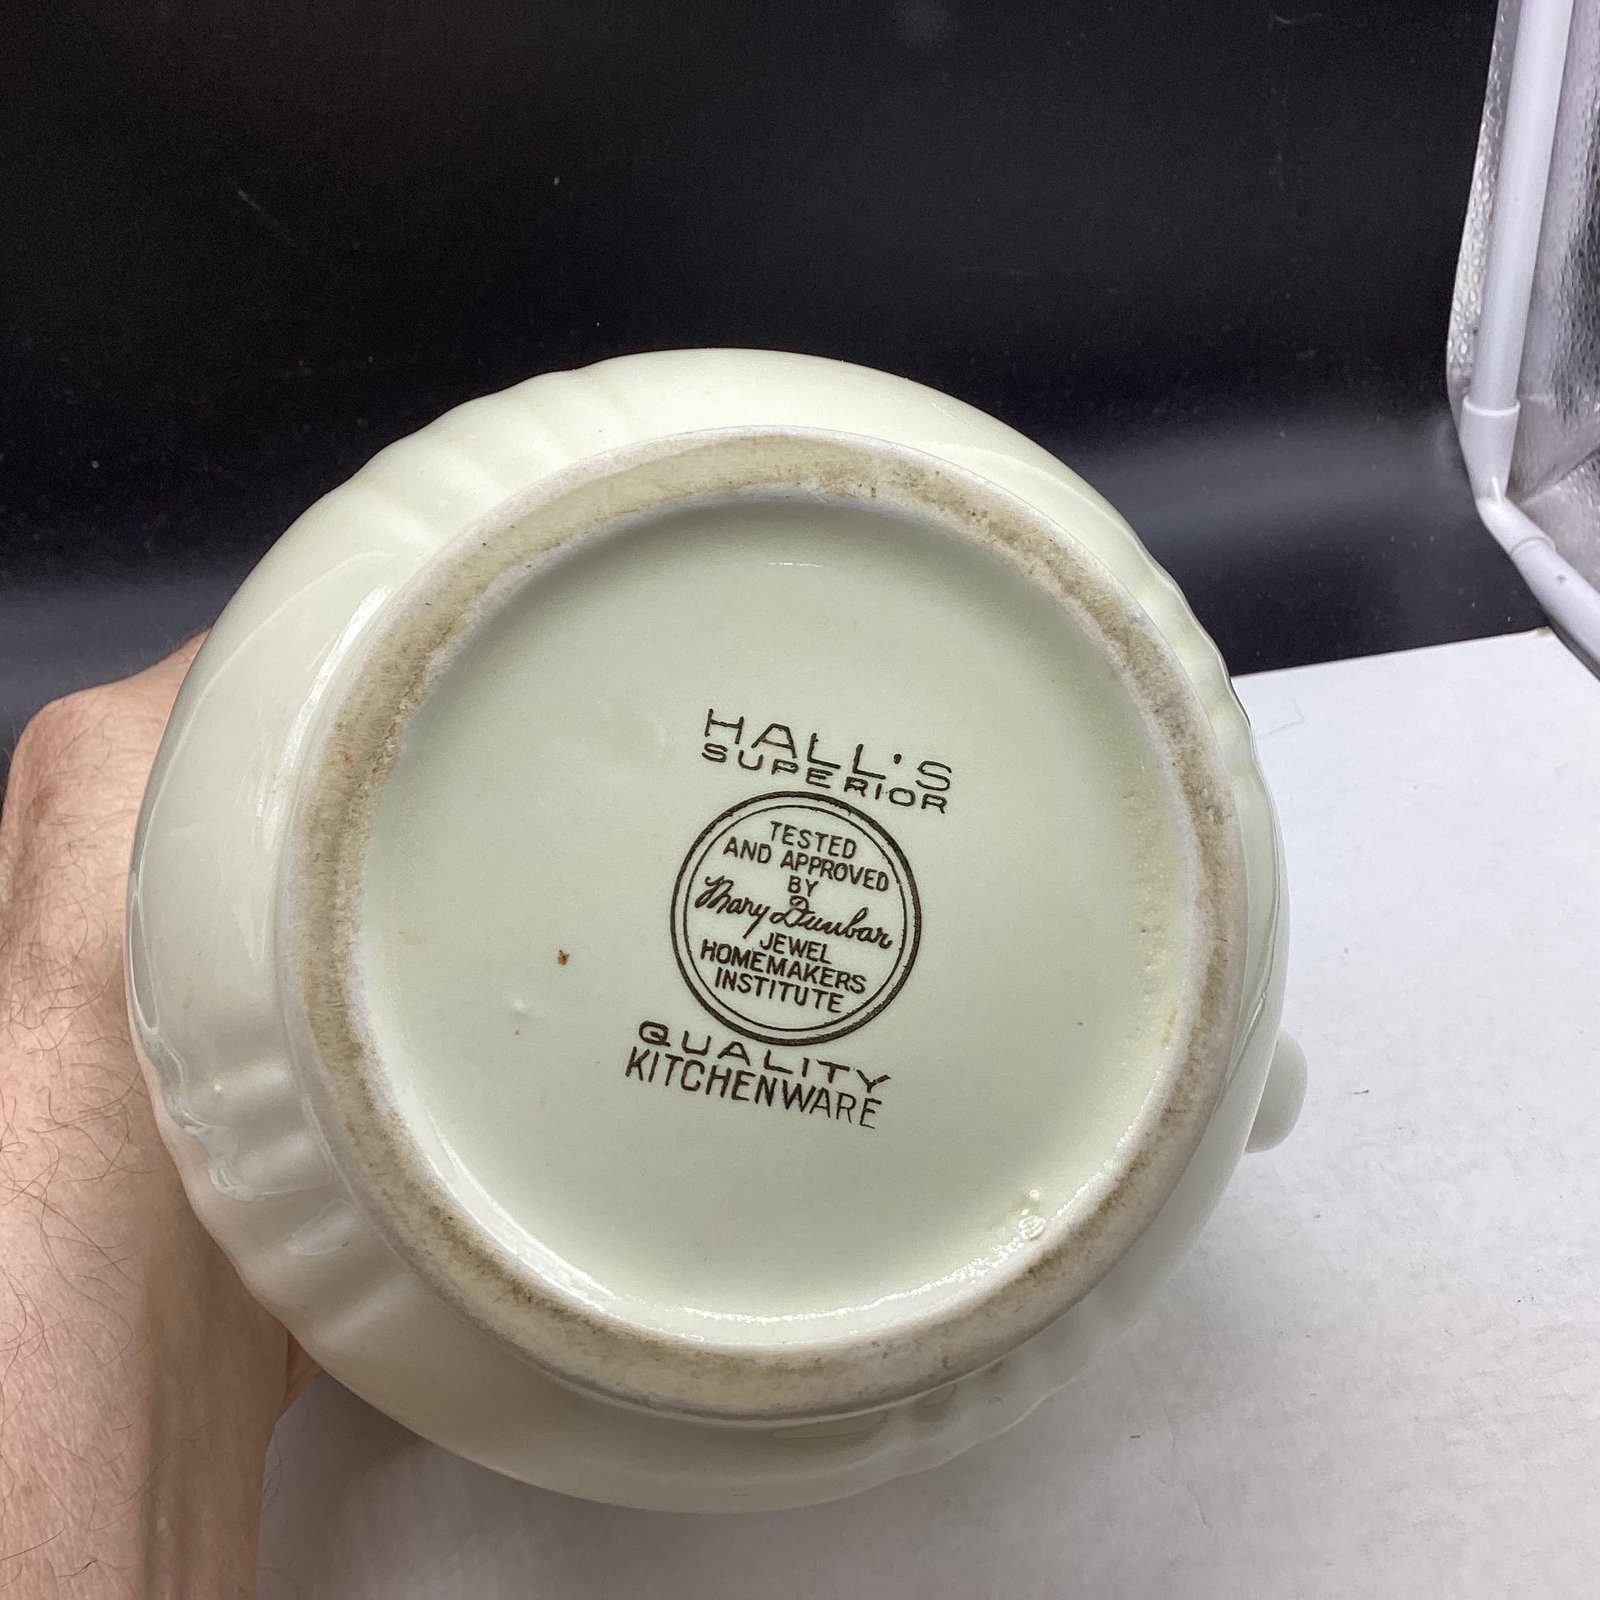 HALL'S
SUPERIOR
TESTED
AND APPROVED
BY
Mary Dunbar
JEWEL
HOMEMAKERS
INSTITUTE
QUALITY
KITCHENWARE